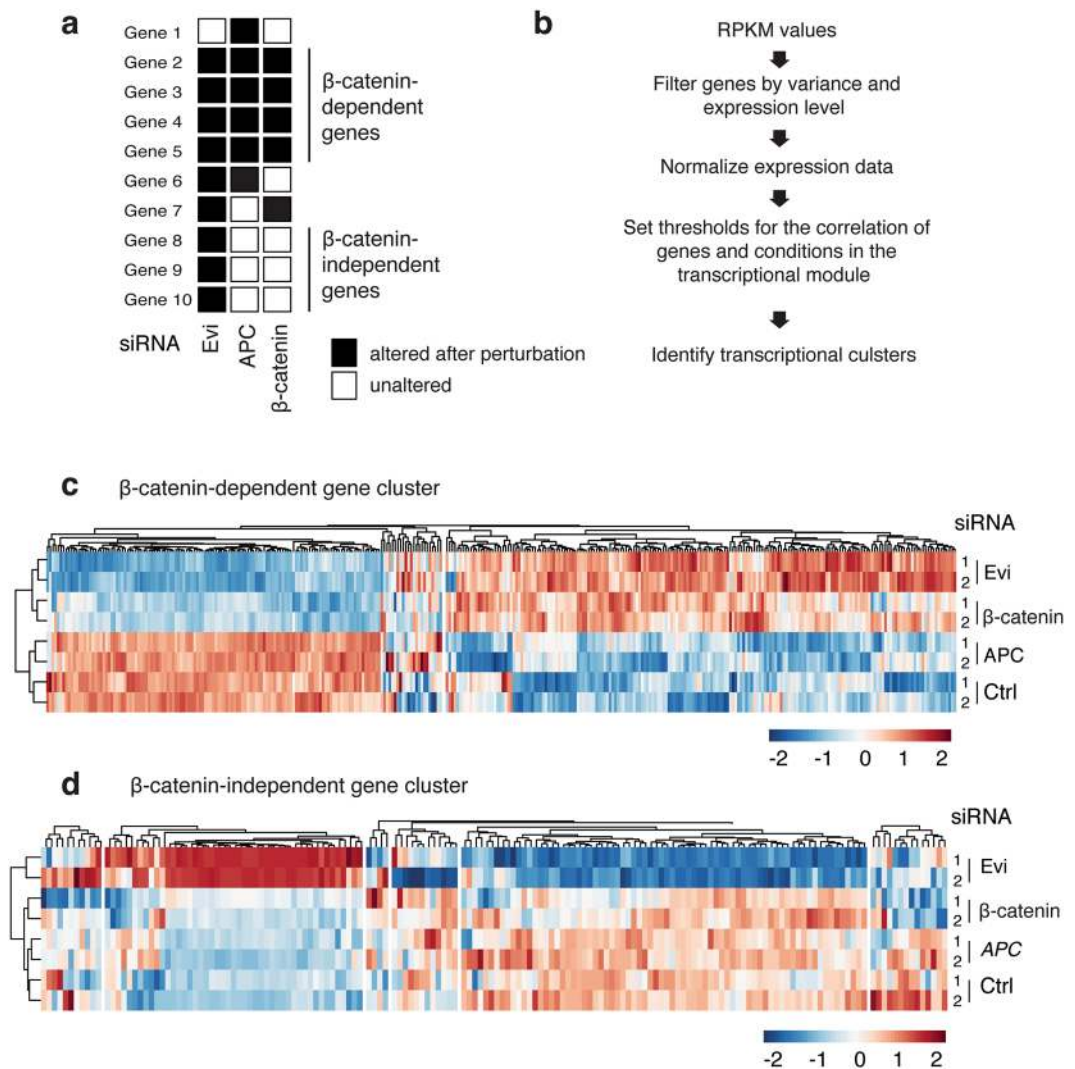 a
Gene 1
Gene 2
Gene 3
Gene 4
Gene 5
Gene 6
Gene 7
Gene 8
Gene 9
Gene 10
β-catenin-
dependent
genes
β-catenin-
independent
genes
siRNA
Evi
APC
β-catenin
altered after perturbation
unaltered
b
RPKM values
Filter genes by variance and
expression level
Normalize expression data
Set thresholds for the correlation of
genes and conditions in the
transcriptional module
Identify transcriptional culsters
c β-catenin-dependent gene cluster
siRNA
1
2
Evi
1
2
β-catenin
1
2
APC
1
2
Ctrl
-2 -1 0 1 2
d β-catenin-independent gene cluster
siRNA
1
2
Evi
1
2
β-catenin
1
2
APC
1
2
Ctrl
-2 -1 0 1 2